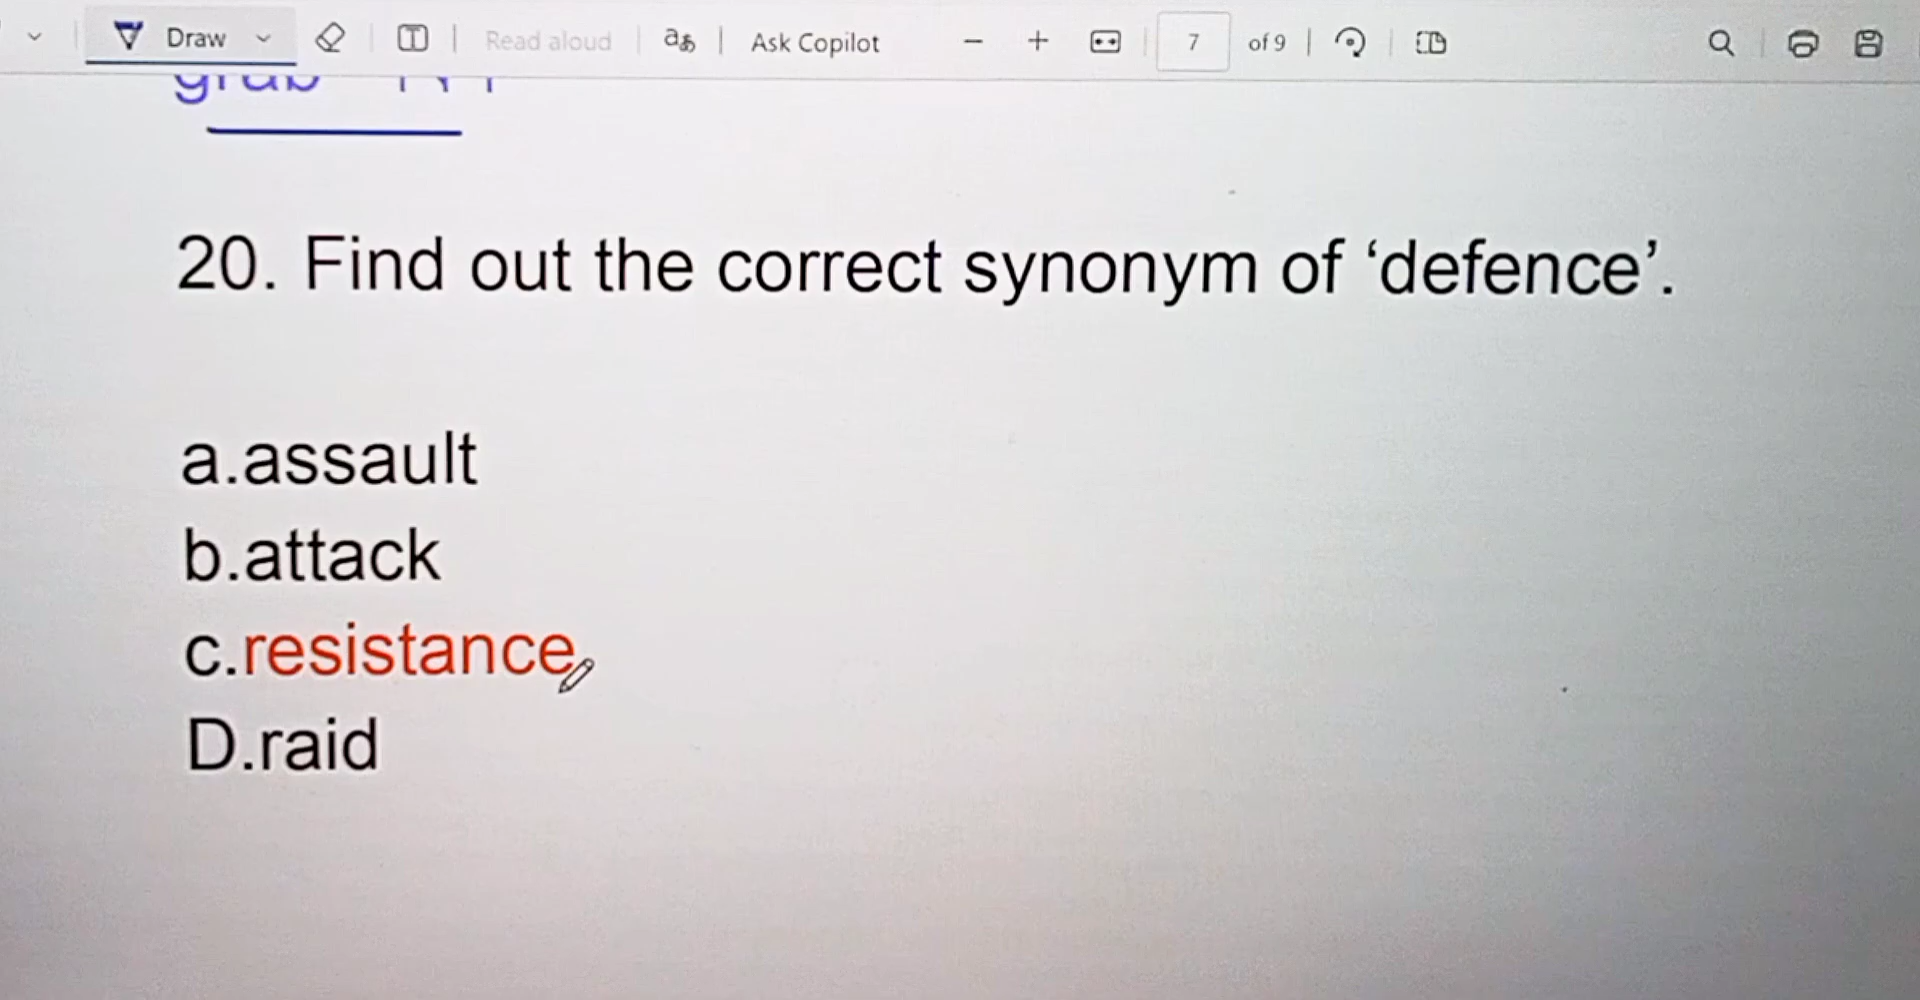 Draw
Read aloud
Ask Copilot
7
of 9
20. Find out the correct synonym of ‘defence’.
a.assault
b.attack
c.resistance
D.raid